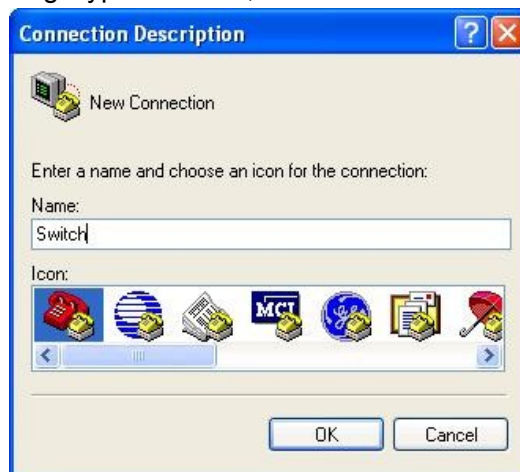 Connection Description
New Connection
Enter a name and choose an icon for the connection:
Name:
Switch
Icon:
MCI
OK
Cancel